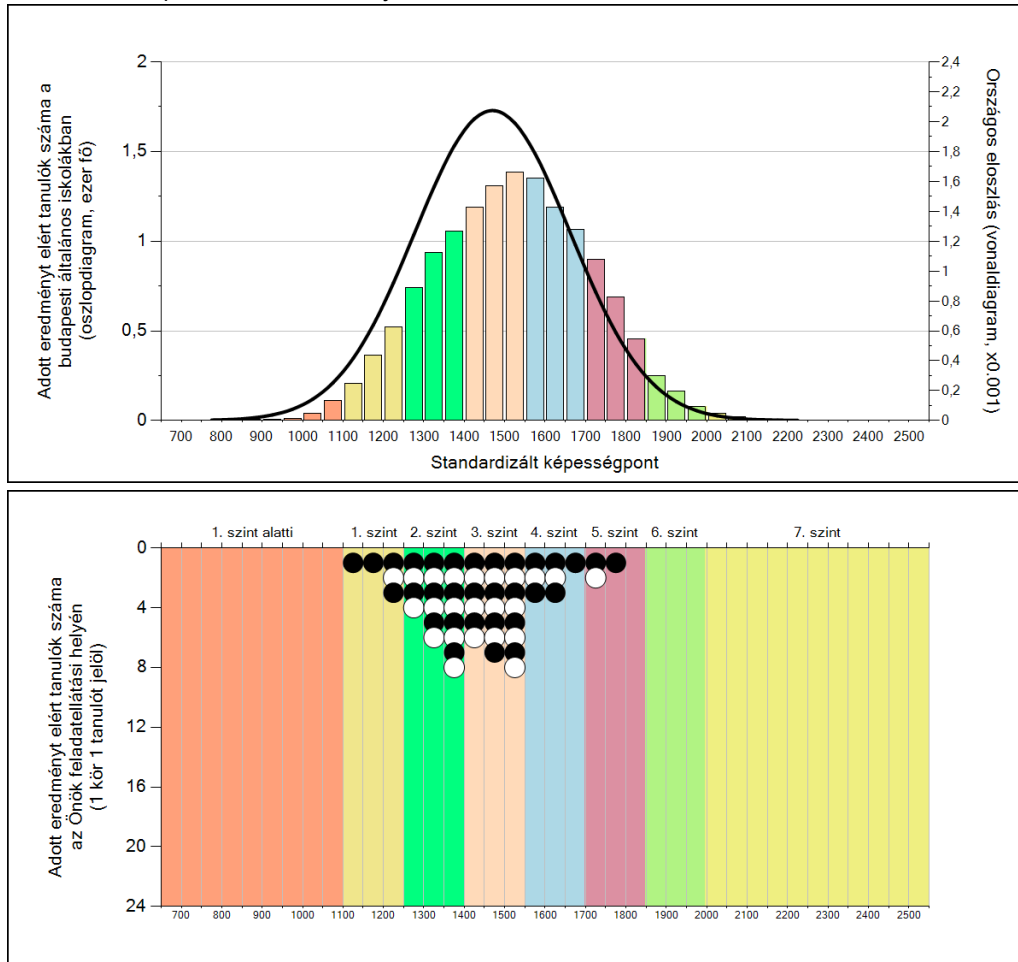 Adott eredményt elért tanulók száma a
budapesti általános iskolákban
(oszlopdiagram, ezer fő)
2
1,5
1
0,5
0
2,4
2,2
2
1,8
1,6
1,4
1,2
1
0,8
0,6
0,4
0,2
0
Országos eloszlás (vonaldiagram, x0.001)
700 800 900 1000 1100 1200 1300 1400 1500 1600 1700 1800 1900 2000 2100 2200 2300 2400 2500
Standardizált képességpont
1. szint alatti 1. szint 2. szint 3. szint 4. szint 5. szint 6. szint 7. szint
Adott eredményt elért tanulók száma
az Önök feladatellátási helyén
(1 kör 1 tanulót jelöl)
0
4
8
12
16
20
24
700 800 900 1000 1100 1200 1300 1400 1500 1600 1700 1800 1900 2000 2100 2200 2300 2400 2500